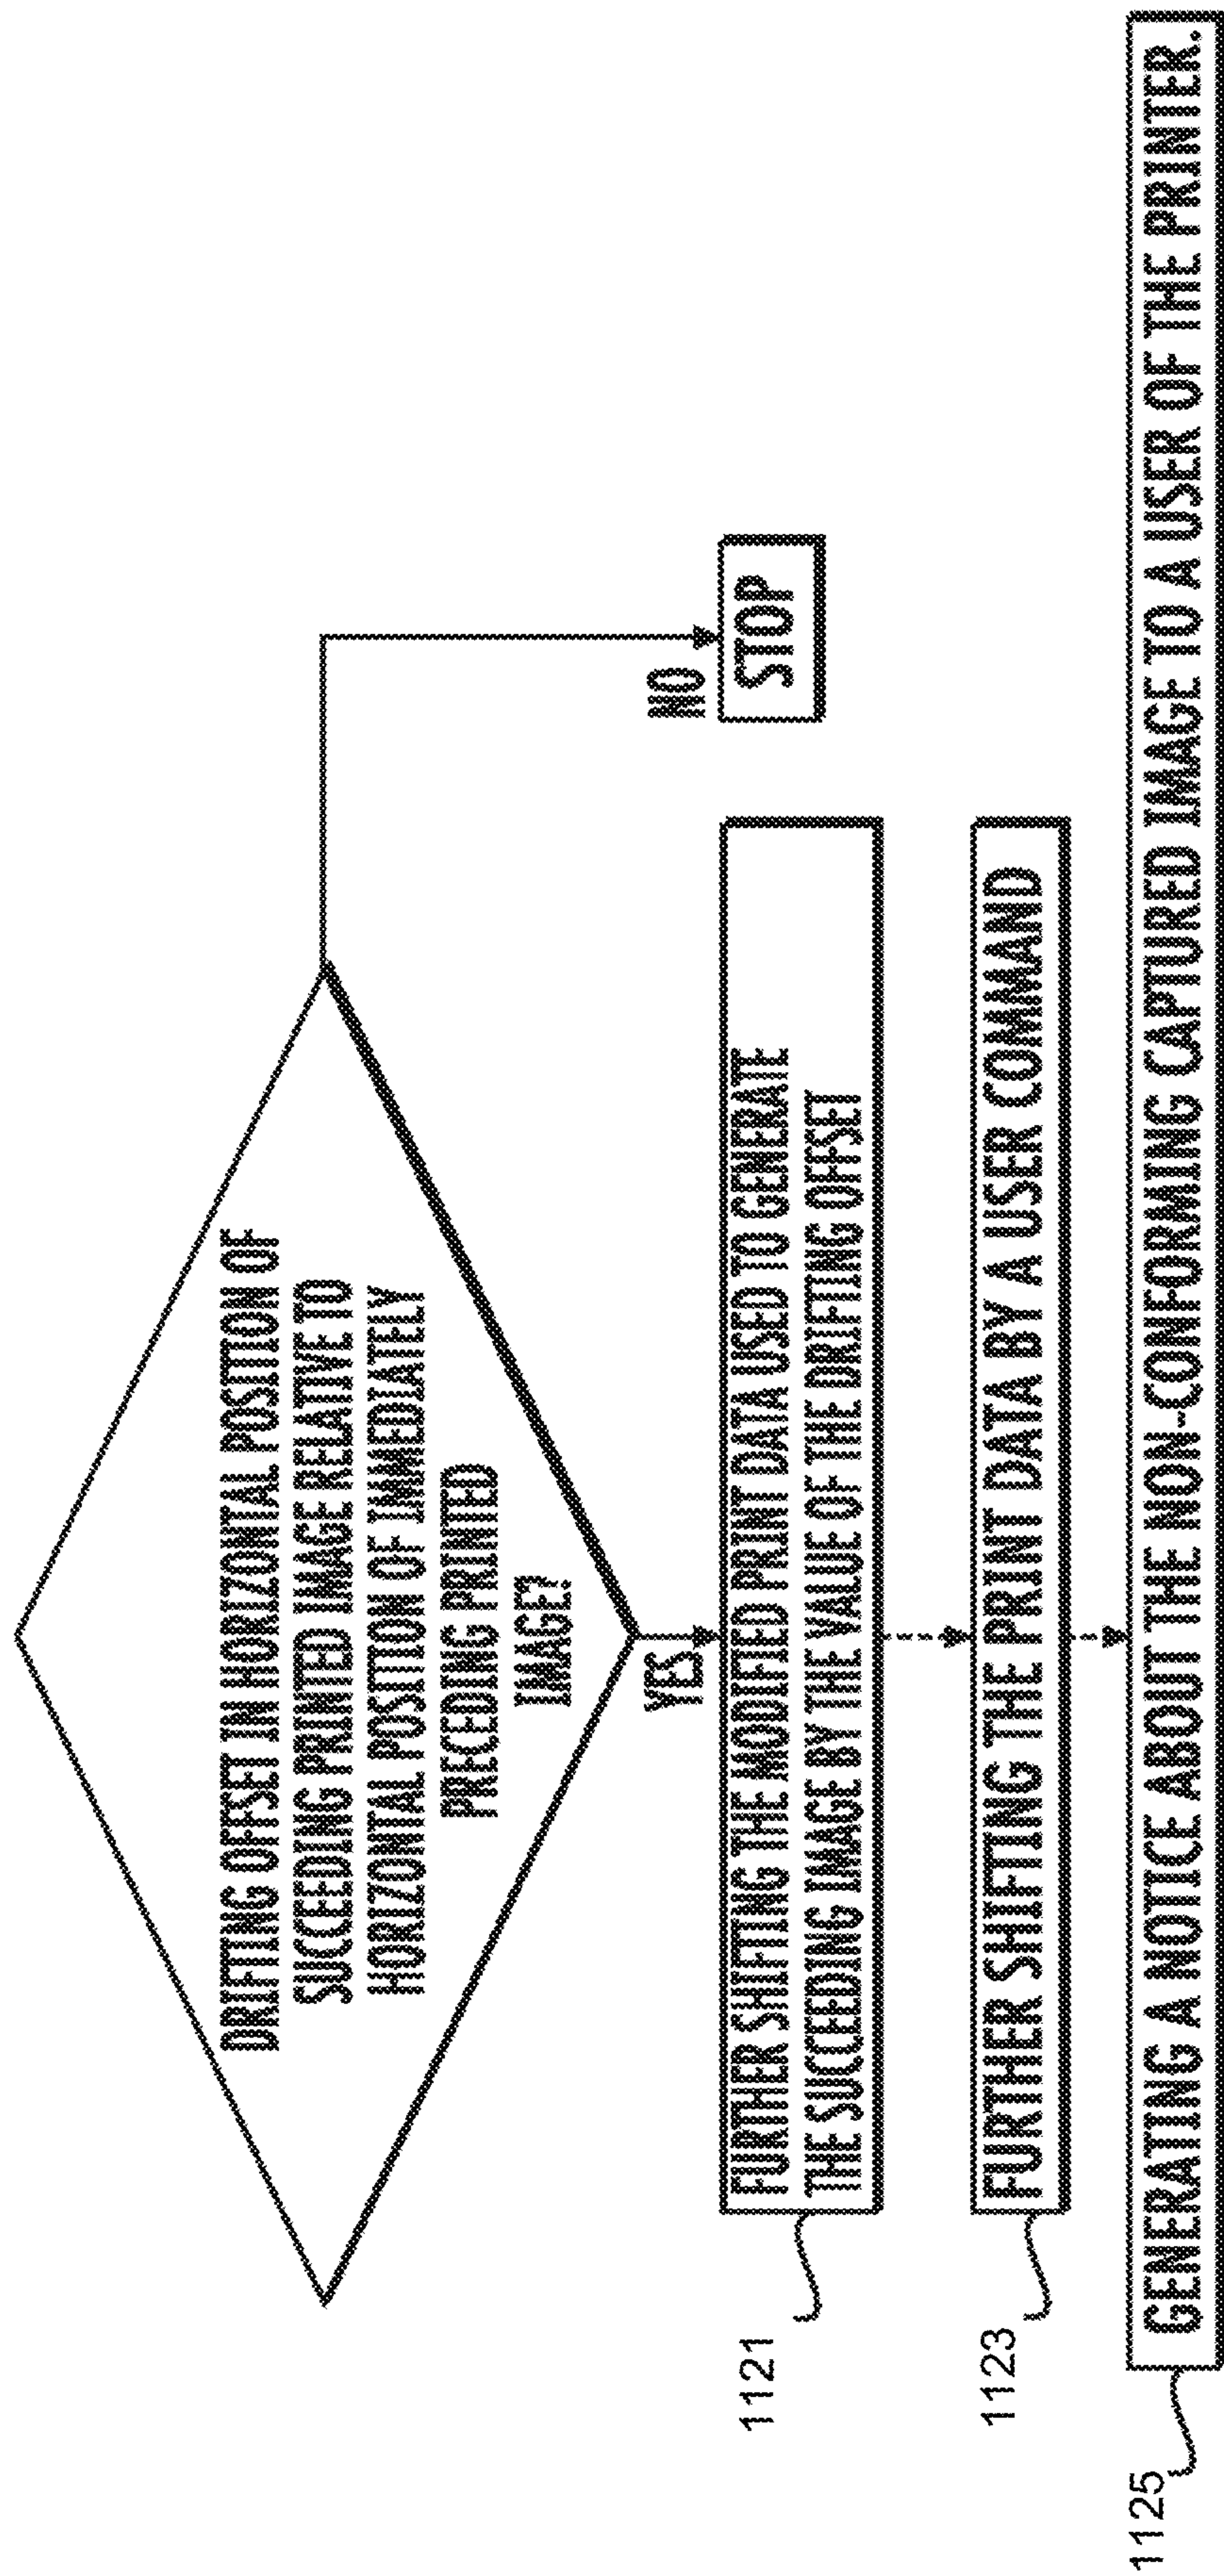 DRIFTING OFFSET IN HORIZONTAL POSITION OF
SUCCEEDING PRINTED IMAGE RELATIVE TO
HORIZONTAL POSITION OF IMMEDIATELY
PRECEDING PRINTED
IMAGE?
YES
NO
STOP
FURTHER SHIFTING THE MODIFIED PRINT DATA USED TO GENERATE
THE SUCCEEDING IMAGE BY THE VALUE OF THE DRIFTING OFFSET
1121
FURTHER SHIFTING THE PRINT DATA BY A USER COMMAND
1123
GENERATING A NOTICE ABOUT THE NON-CONFORMING CAPTURED IMAGE TO A USER OF THE PRINTER.
1125